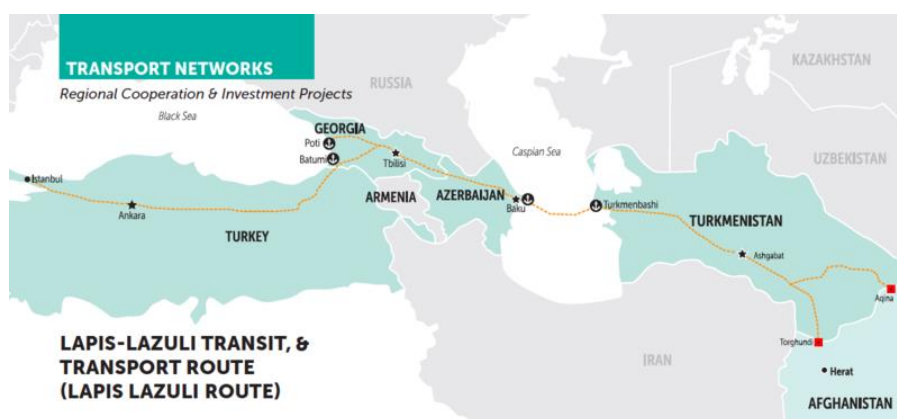 TRANSPORT NETWORKS
Regional Cooperation & Investment Projects
Black Sea
RUSSIA
KAZAKHSTAN
GEORGIA
Poti
Batumi
Tbilisi
Caspian Sea
UZBEKISTAN
Istanbul
Ankara
ARMENIA
AZERBAIJAN
Baku
Turkmenbashi
TURKMENISTAN
TURKEY
Ashgabat
Aqina
LAPIS-LAZULI TRANSIT, &
TRANSPORT ROUTE
(LAPIS LAZULI ROUTE)
IRAN
Torghundi
Herat
AFGHANISTAN